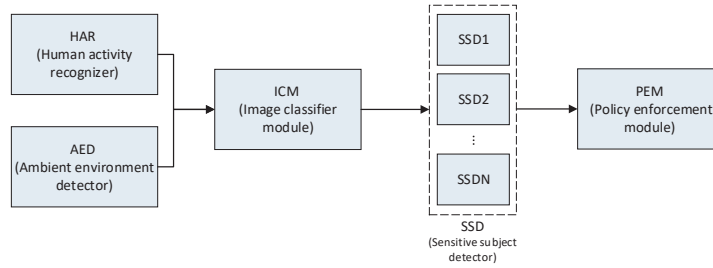 HAR
(Human activity
recognizer)
AED
(Ambient environment
detector)
ICM
(Image classifier
module)
SSD1
SSD2
...
SSDN
SSD
(Sensitive subject
detector)
PEM
(Policy enforcement
module)